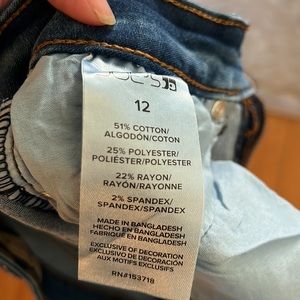 12
51% COTTON/
ALGODÓN/COTON
25% POLYESTER/
POLIÉSTER/POLYESTER
22% RAYON/
RAYÓN/RAYONNE
2% SPANDEX/
SPANDEX/SPANDEX
MADE IN BANGLADESH
HECHO EN BANGLADESH
FABRIQUÉ EN BANGLADESH
EXCLUSIVE OF DECORATION
EXCLUSIVO DE DECORACIÓN
AUX MOTIFS EXCLUSIFS
RN#153718